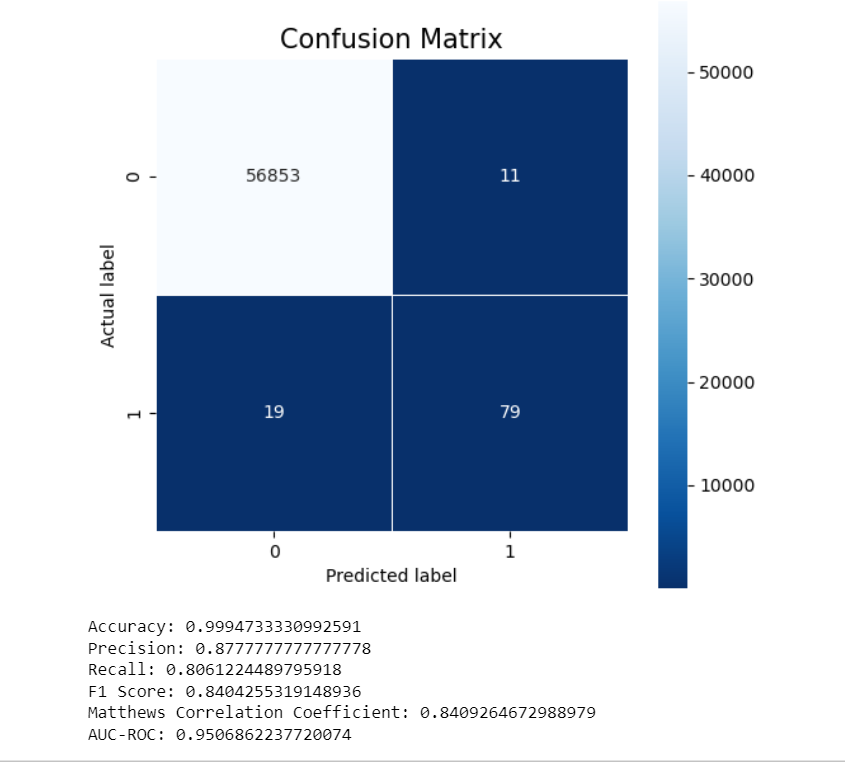 Confusion Matrix
50000
40000
30000
20000
10000
Actual label
0
1
56853
11
19
79
0
1
Predicted label
Accuracy: 0.9994733330992591
Precision: 0.8777777777777778
Recall: 0.8061224489795918
F1 Score: 0.8404255319148936
Matthews Correlation Coefficient: 0.8409264672988979
AUC-ROC: 0.9506862237720074